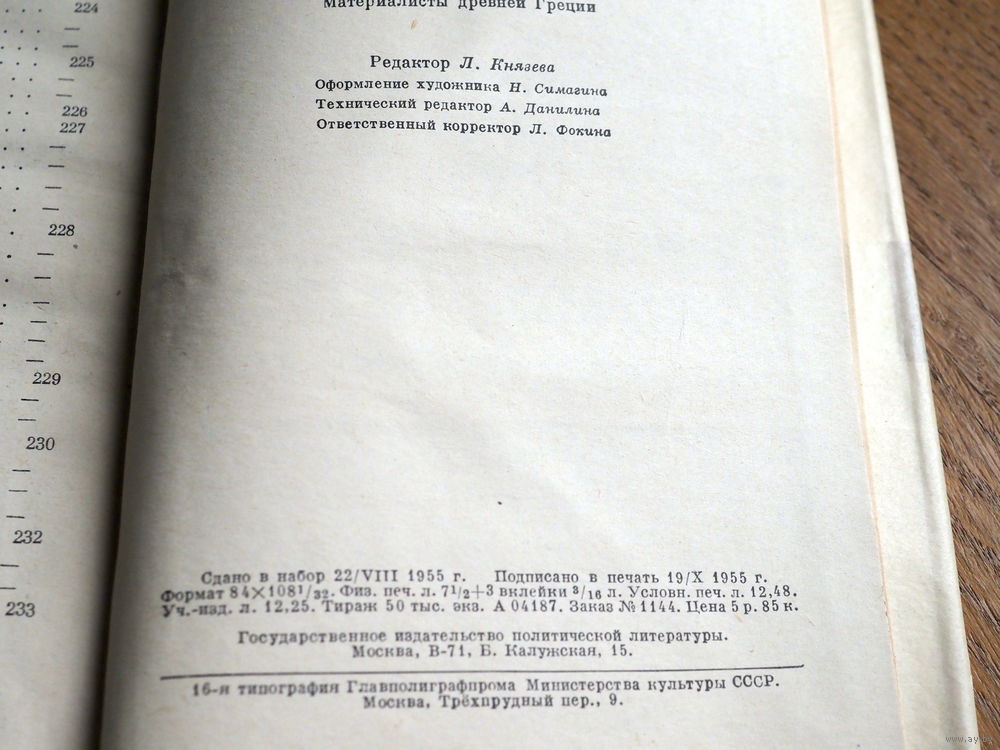 224
—
—
225
—
—
226
227
—
—
—
—
228
—
—
—
—
—
—
229
—
—
230
—
—
—
232
—
—
233
Материалисты древней Греции
Редактор Л. Князева
Оформление художника Н. Симагина
Технический редактор А. Данилина
Ответственный корректор Л. Фокина
Сдано в набор 22/VIII 1955 г. Подписано в печать 19/X 1955 г.
Формат 84×108¹/₃₂. Физ. печ. л. 7¹/₂+3 вклейки ³/₁₆ л. Условн. печ. л. 12,48.
Уч.-изд. л. 12,25. Тираж 50 тыс. экз. А 04187. Заказ № 1144. Цена 5 р. 85 к.
Государственное издательство политической литературы.
Москва, В-71, Б. Калужская, 15.
16-я типография Главполиграфпрома Министерства культуры СССР.
Москва, Трёхпрудный пер., 9.